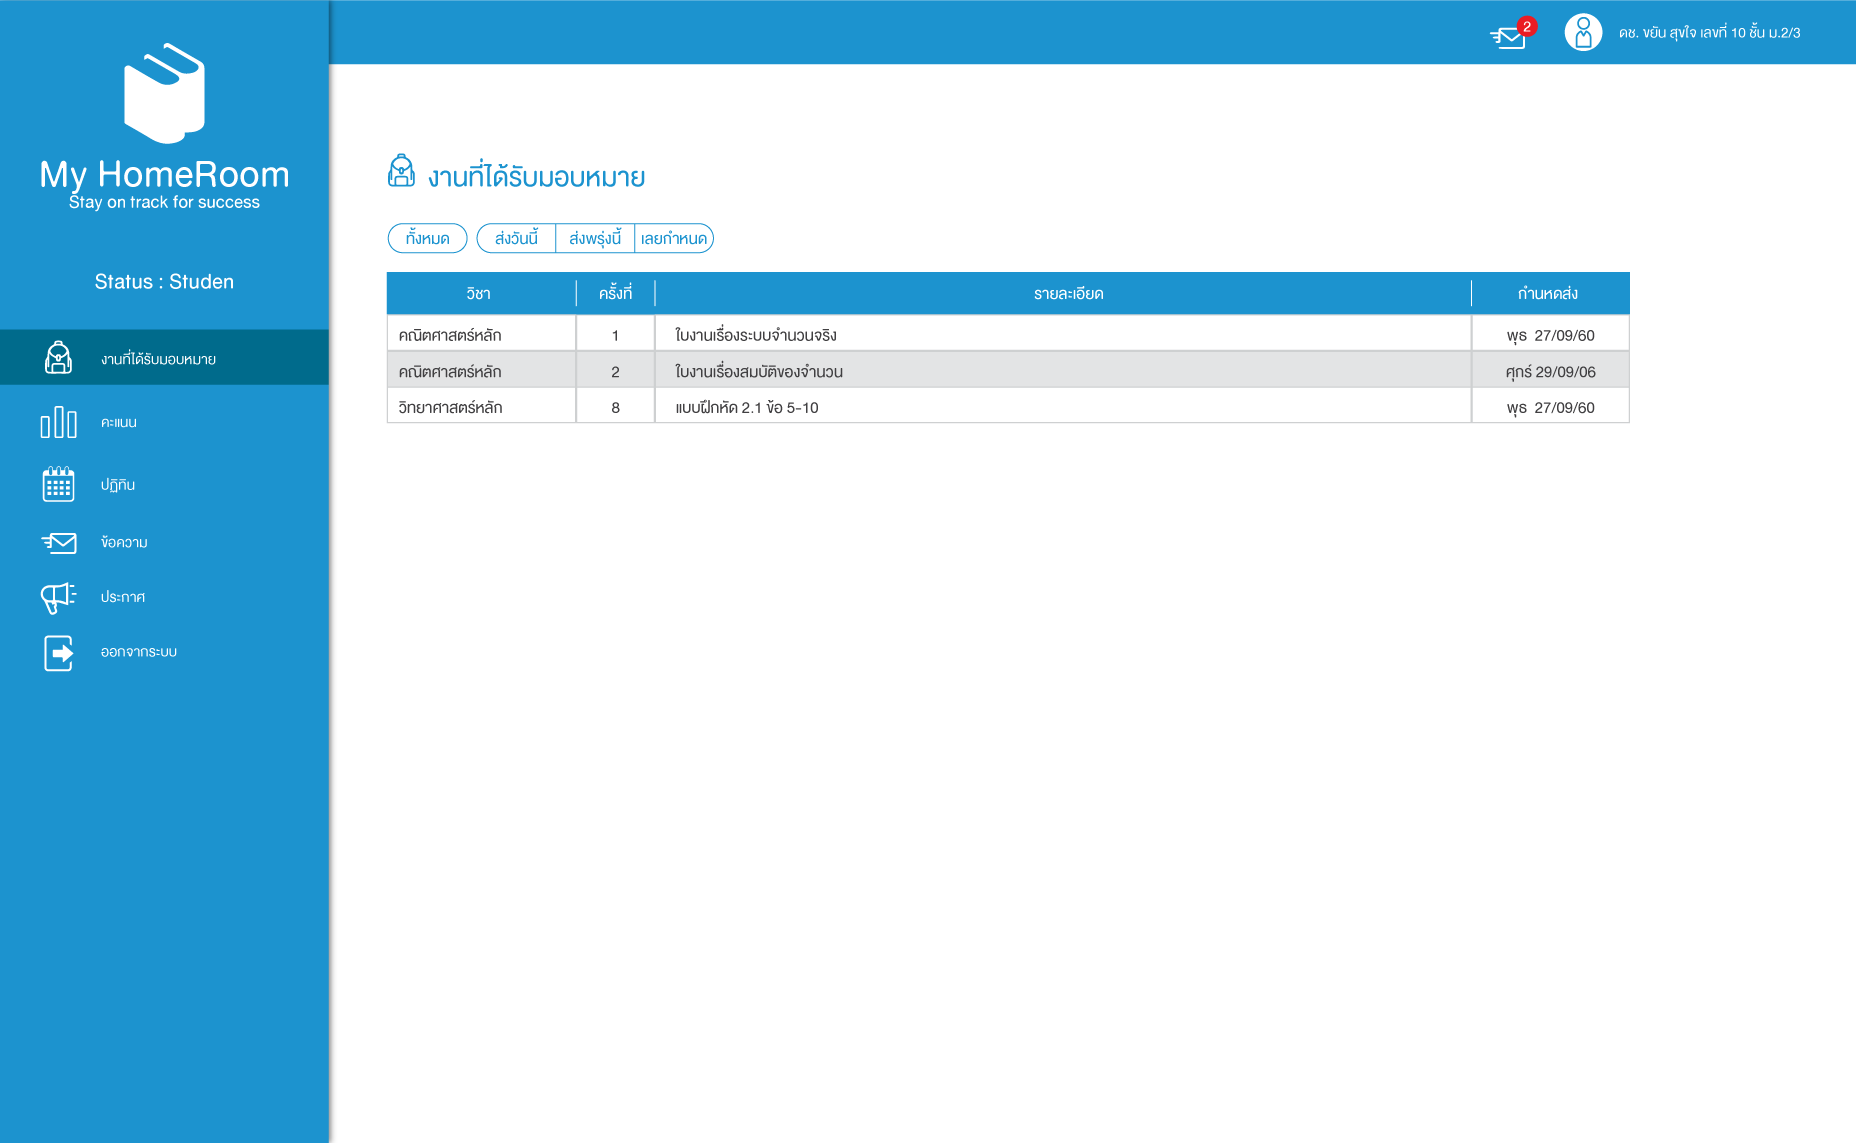 2
ดช. ขยัน สุขใจ เลขที่ 10 ชั้น ม.2/3
My HomeRoom
Stay on track for success
Status : Studen
งานที่ได้รับมอบหมาย
คะแนน
ปฏิทิน
ข้อความ
ประกาศ
ออกจากระบบ
งานที่ได้รับมอบหมาย
ทั้งหมด ส่งวันนี้ ส่งพรุ่งนี้ เลยกำหนด
วิชา ครั้งที่ รายละเอียด กำนหดส่ง
คณิตศาสตร์หลัก 1 ใบงานเรื่องระบบจำนวนจริง พุธ 27/09/60
คณิตศาสตร์หลัก 2 ใบงานเรื่องสมบัติของจำนวน ศุกร์ 29/09/06
วิทยาศาสตร์หลัก 8 แบบฝึกหัด 2.1 ข้อ 5-10 พุธ 27/09/60